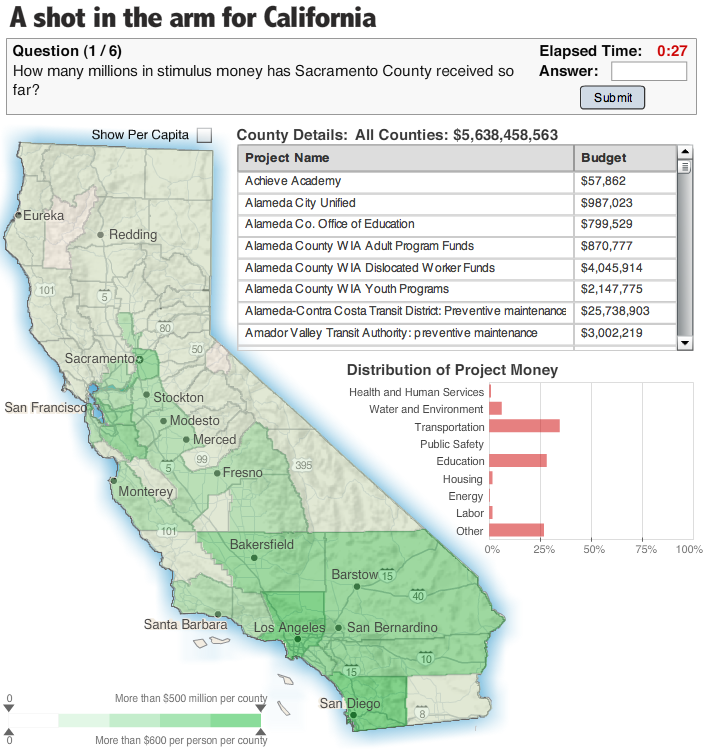 A shot in the arm for California
Question (1 / 6)
Elapsed Time: 0:27
How many millions in stimulus money has Sacramento County received so
far?
Answer:
Submit
Show Per Capita
County Details: All Counties: $5,638,458,563
Project Name Budget
Achieve Academy $57,862
Alameda City Unified $987,023
Alameda Co. Office of Education $799,529
Alameda County WIA Adult Program Funds $870,777
Alameda County WIA Dislocated Worker Funds $4,045,914
Alameda County WIA Youth Programs $2,147,775
Alameda-Contra Costa Transit District: Preventive maintenance $25,738,903
Amador Valley Transit Authority: preventive maintenance $3,002,219
Eureka
Redding
101
5
80
50
Sacramento
San Francisco
Stockton
Modesto
Merced
99
5
Fresno
395
Monterey
101
Bakersfield
Barstow
15
40
Santa Barbara
Los Angeles
San Bernardino
10
15
San Diego
8
Distribution of Project Money
Health and Human Services
Water and Environment
Transportation
Public Safety
Education
Housing
Energy
Labor
Other
0% 25% 50% 75% 100%
0 More than $500 million per county
0 More than $600 per person per county